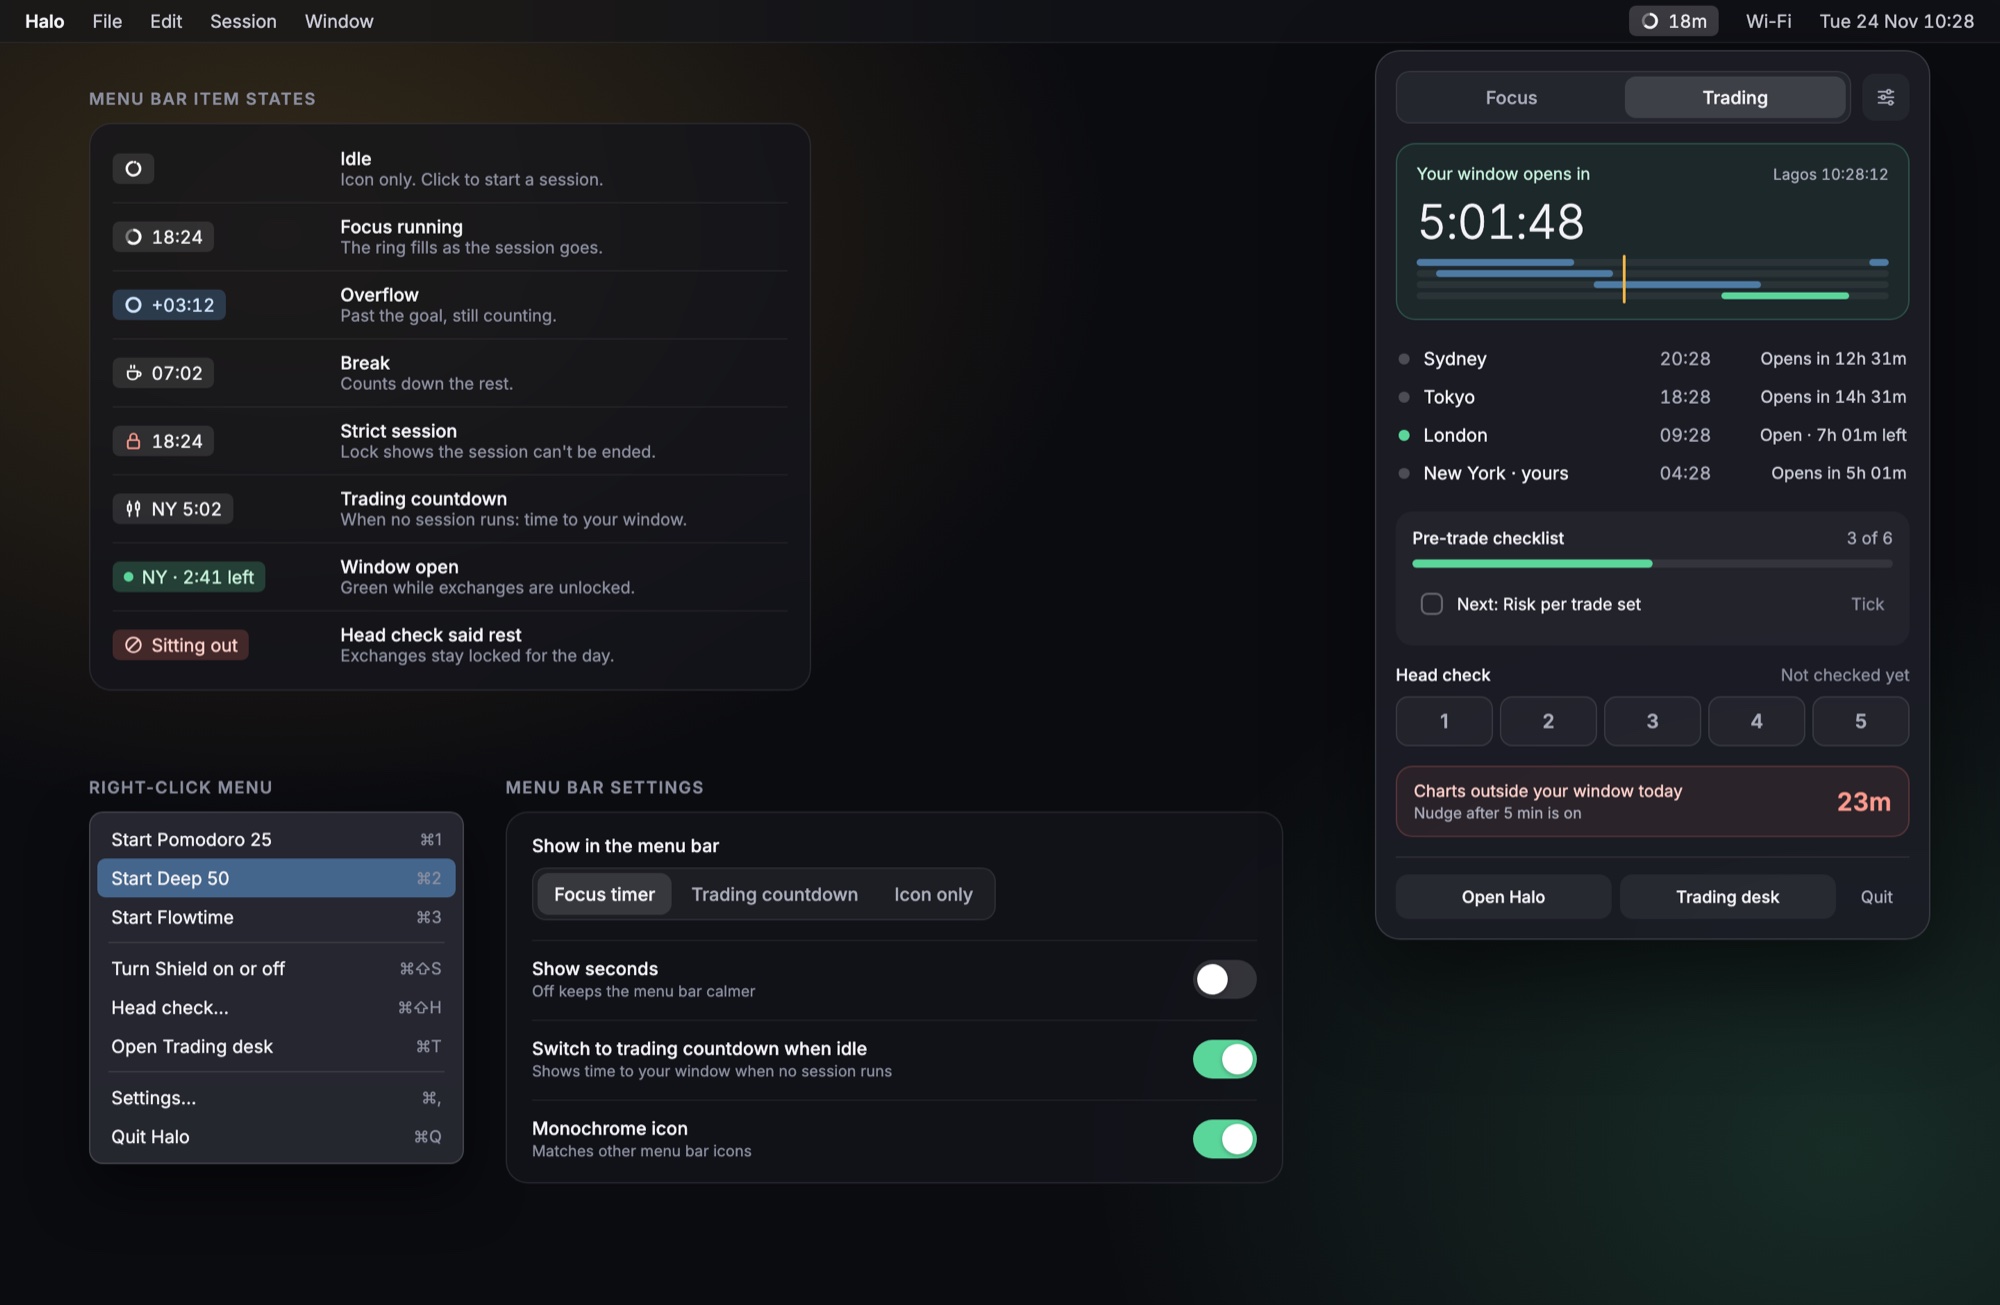 Halo File Edit Session Window 18m Wi-Fi Tue 24 Nov 10:28
MENU BAR ITEM STATES
Idle
Icon only. Click to start a session.
18:24
Focus running
The ring fills as the session goes.
+03:12
Overflow
Past the goal, still counting.
07:02
Break
Counts down the rest.
18:24
Strict session
Lock shows the session can't be ended.
NY 5:02
Trading countdown
When no session runs: time to your window.
NY · 2:41 left
Window open
Green while exchanges are unlocked.
Sitting out
Head check said rest
Exchanges stay locked for the day.
RIGHT-CLICK MENU
Start Pomodoro 25 ⌘1
Start Deep 50 ⌘2
Start Flowtime ⌘3
Turn Shield on or off ⌘⇧S
Head check... ⌘⇧H
Open Trading desk ⌘T
Settings... ⌘,
Quit Halo ⌘Q
MENU BAR SETTINGS
Show in the menu bar
Focus timer Trading countdown Icon only
Show seconds
Off keeps the menu bar calmer
Switch to trading countdown when idle
Shows time to your window when no session runs
Monochrome icon
Matches other menu bar icons
Focus Trading
Your window opens in Lagos 10:28:12
5:01:48
Sydney 20:28 Opens in 12h 31m
Tokyo 18:28 Opens in 14h 31m
London 09:28 Open · 7h 01m left
New York · yours 04:28 Opens in 5h 01m
Pre-trade checklist 3 of 6
Next: Risk per trade set Tick
Head check Not checked yet
1 2 3 4 5
Charts outside your window today
Nudge after 5 min is on
23m
Open Halo Trading desk Quit